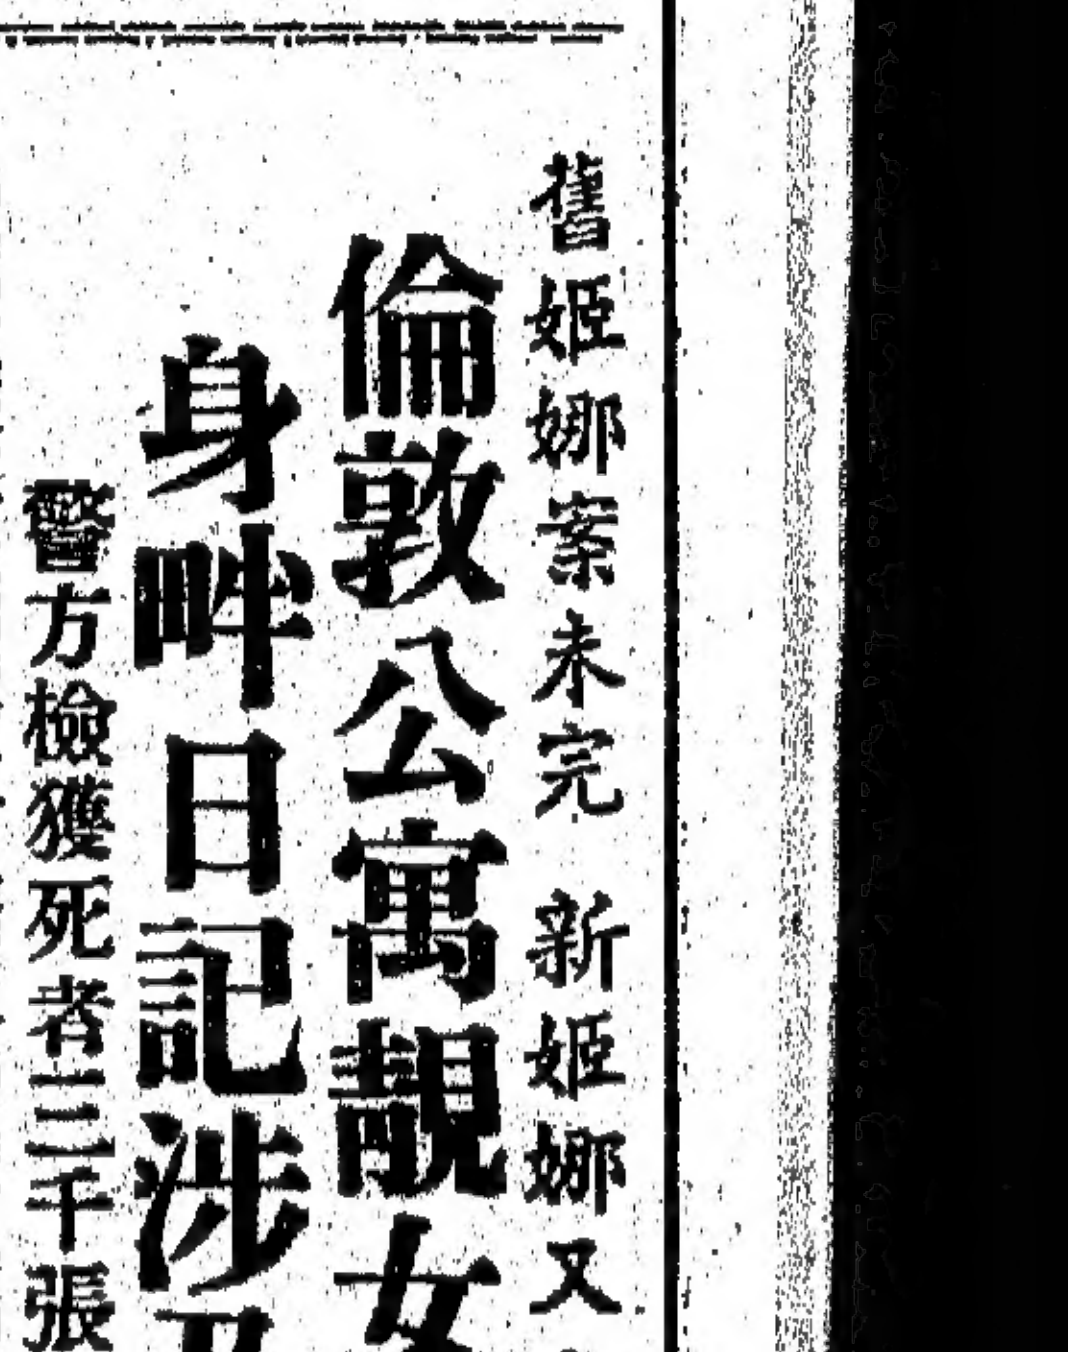 舊姬娜案未完 新姬娜又
倫敦公寓靚女
身畔日記涉及
警方檢獲死者三千張